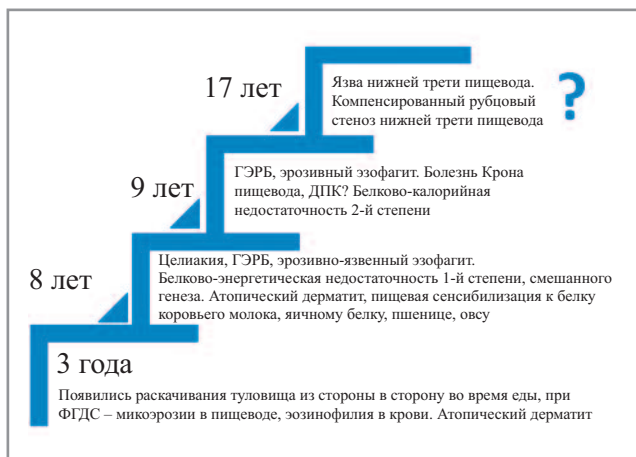 17 лет
Язва нижней трети пищевода.
Компенсированный рубцовый
стеноз нижней трети пищевода
?
9 лет
ГЭРБ, эрозивный эзофагит. Болезнь Крона
пищевода, ДПК? Белково-калорийная
недостаточность 2-й степени
8 лет
Целиакия, ГЭРБ, эрозивно-язвенный эзофагит.
Белково-энергетическая недостаточность 1-й степени, смешанного
генеза. Атопический дерматит, пищевая сенсибилизация к белку
коровьего молока, яичному белку, пшенице, овсу
3 года
Появились раскачивания туловища из стороны в сторону во время еды, при
ФГДС – микоэрозии в пищеводе, эозинофилия в крови. Атопический дерматит